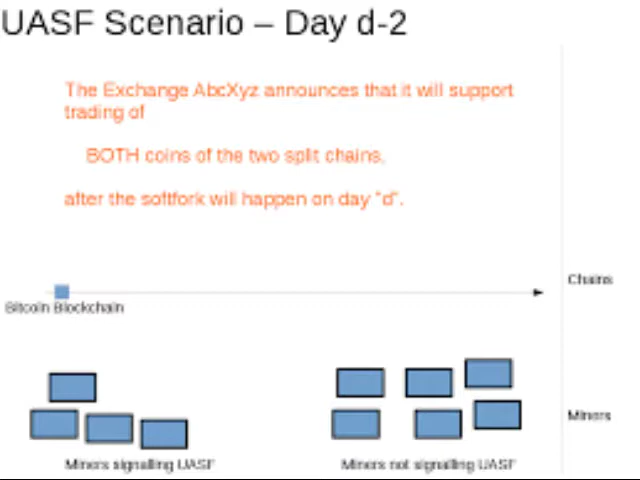 UASF Scenario – Day d-2
The Exchange AbcXyz announces that it will support
trading of
BOTH coins of the two split chains,
after the softfork will happen on day "d".
Chains
Bitcoin Blockchain
Miners
Miners signalling UASF
Miners not signalling UASF